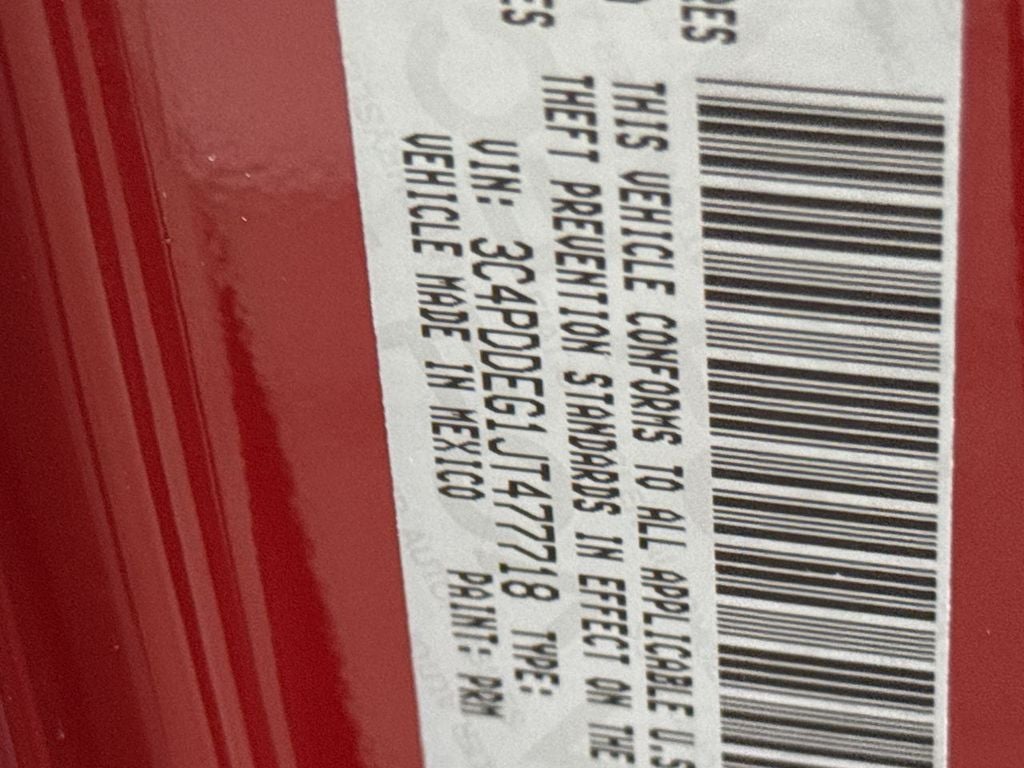 THIS VEHICLE CONFORMS TO ALL APPLICABLE U.S
THEFT PREVENTION STANDARDS IN EFFECT ON THE
VIN: 3C4PDDEG1JT477718 TYPE:
VEHICLE MADE IN MEXICO PAINT: PRM